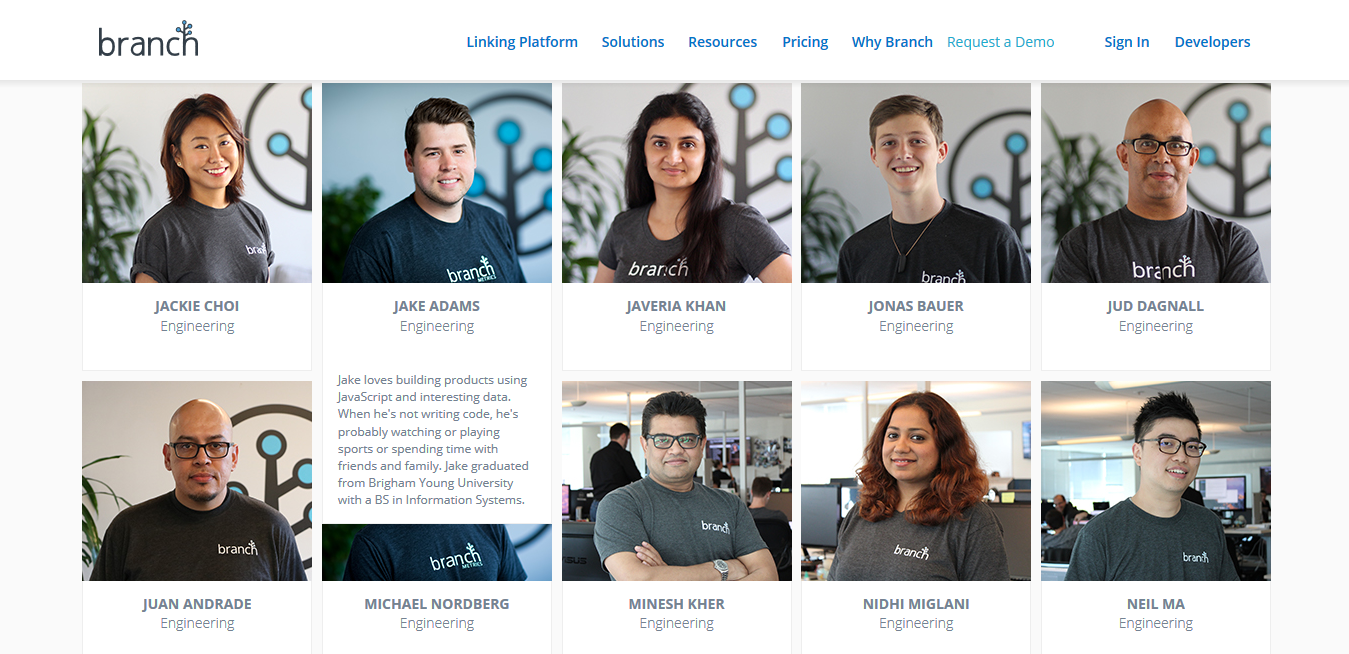 branch
Linking Platform Solutions Resources Pricing Why Branch Request a Demo Sign In Developers
bra
branch
METRICS
branch
branch
branch
JACKIE CHOI
Engineering
JAKE ADAMS
Engineering
JAVERIA KHAN
Engineering
JONAS BAUER
Engineering
JUD DAGNALL
Engineering
Jake loves building products using
JavaScript and interesting data.
When he's not writing code, he's
probably watching or playing
sports or spending time with
friends and family. Jake graduated
from Brigham Young University
with a BS in Information Systems.
branch
branch
METRICS
branch
branch
branch
JUAN ANDRADE
Engineering
MICHAEL NORDBERG
Engineering
MINESH KHER
Engineering
NIDHI MIGLANI
Engineering
NEIL MA
Engineering